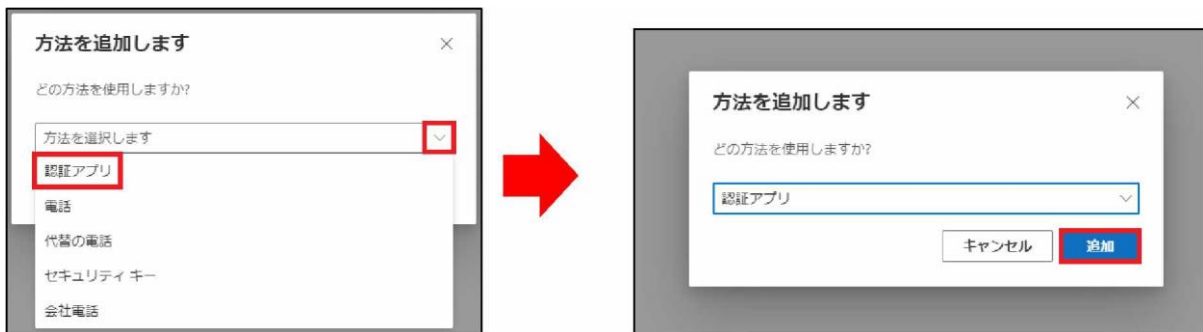 方法を追加します
どの方法を使用しますか?
方法を選択します
認証アプリ
電話
代替の電話
セキュリティ キー
会社電話
方法を追加します
どの方法を使用しますか?
認証アプリ
キャンセル
追加